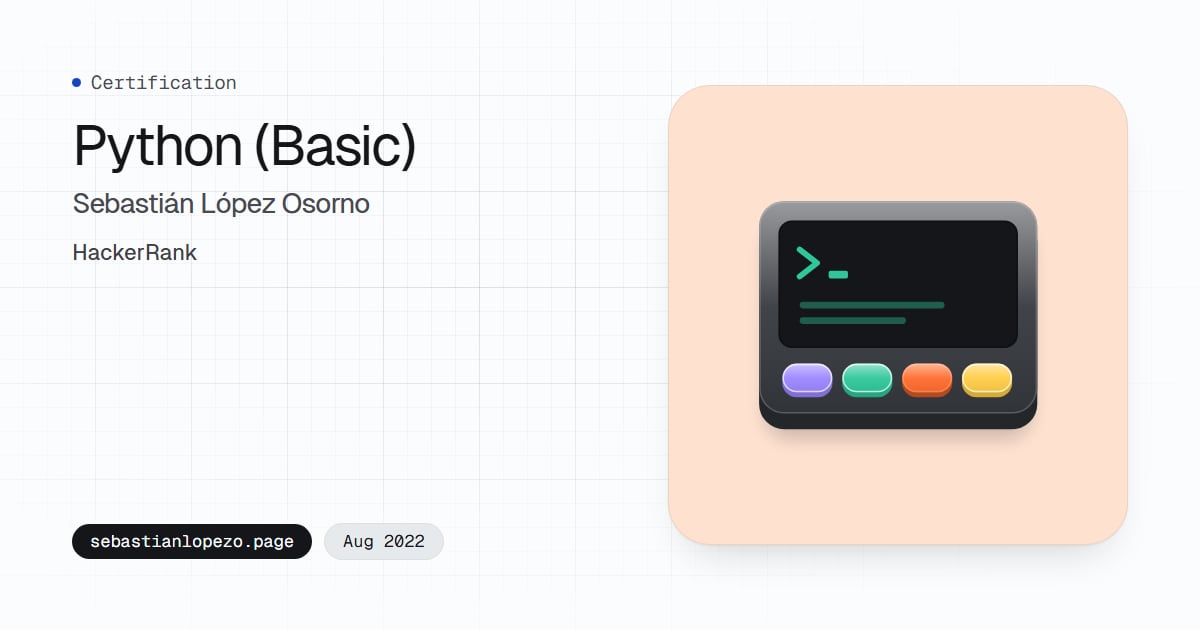 Certification
Python (Basic)
Sebastián López Osorno
HackerRank
>_
sebastianlopezo.page
Aug 2022